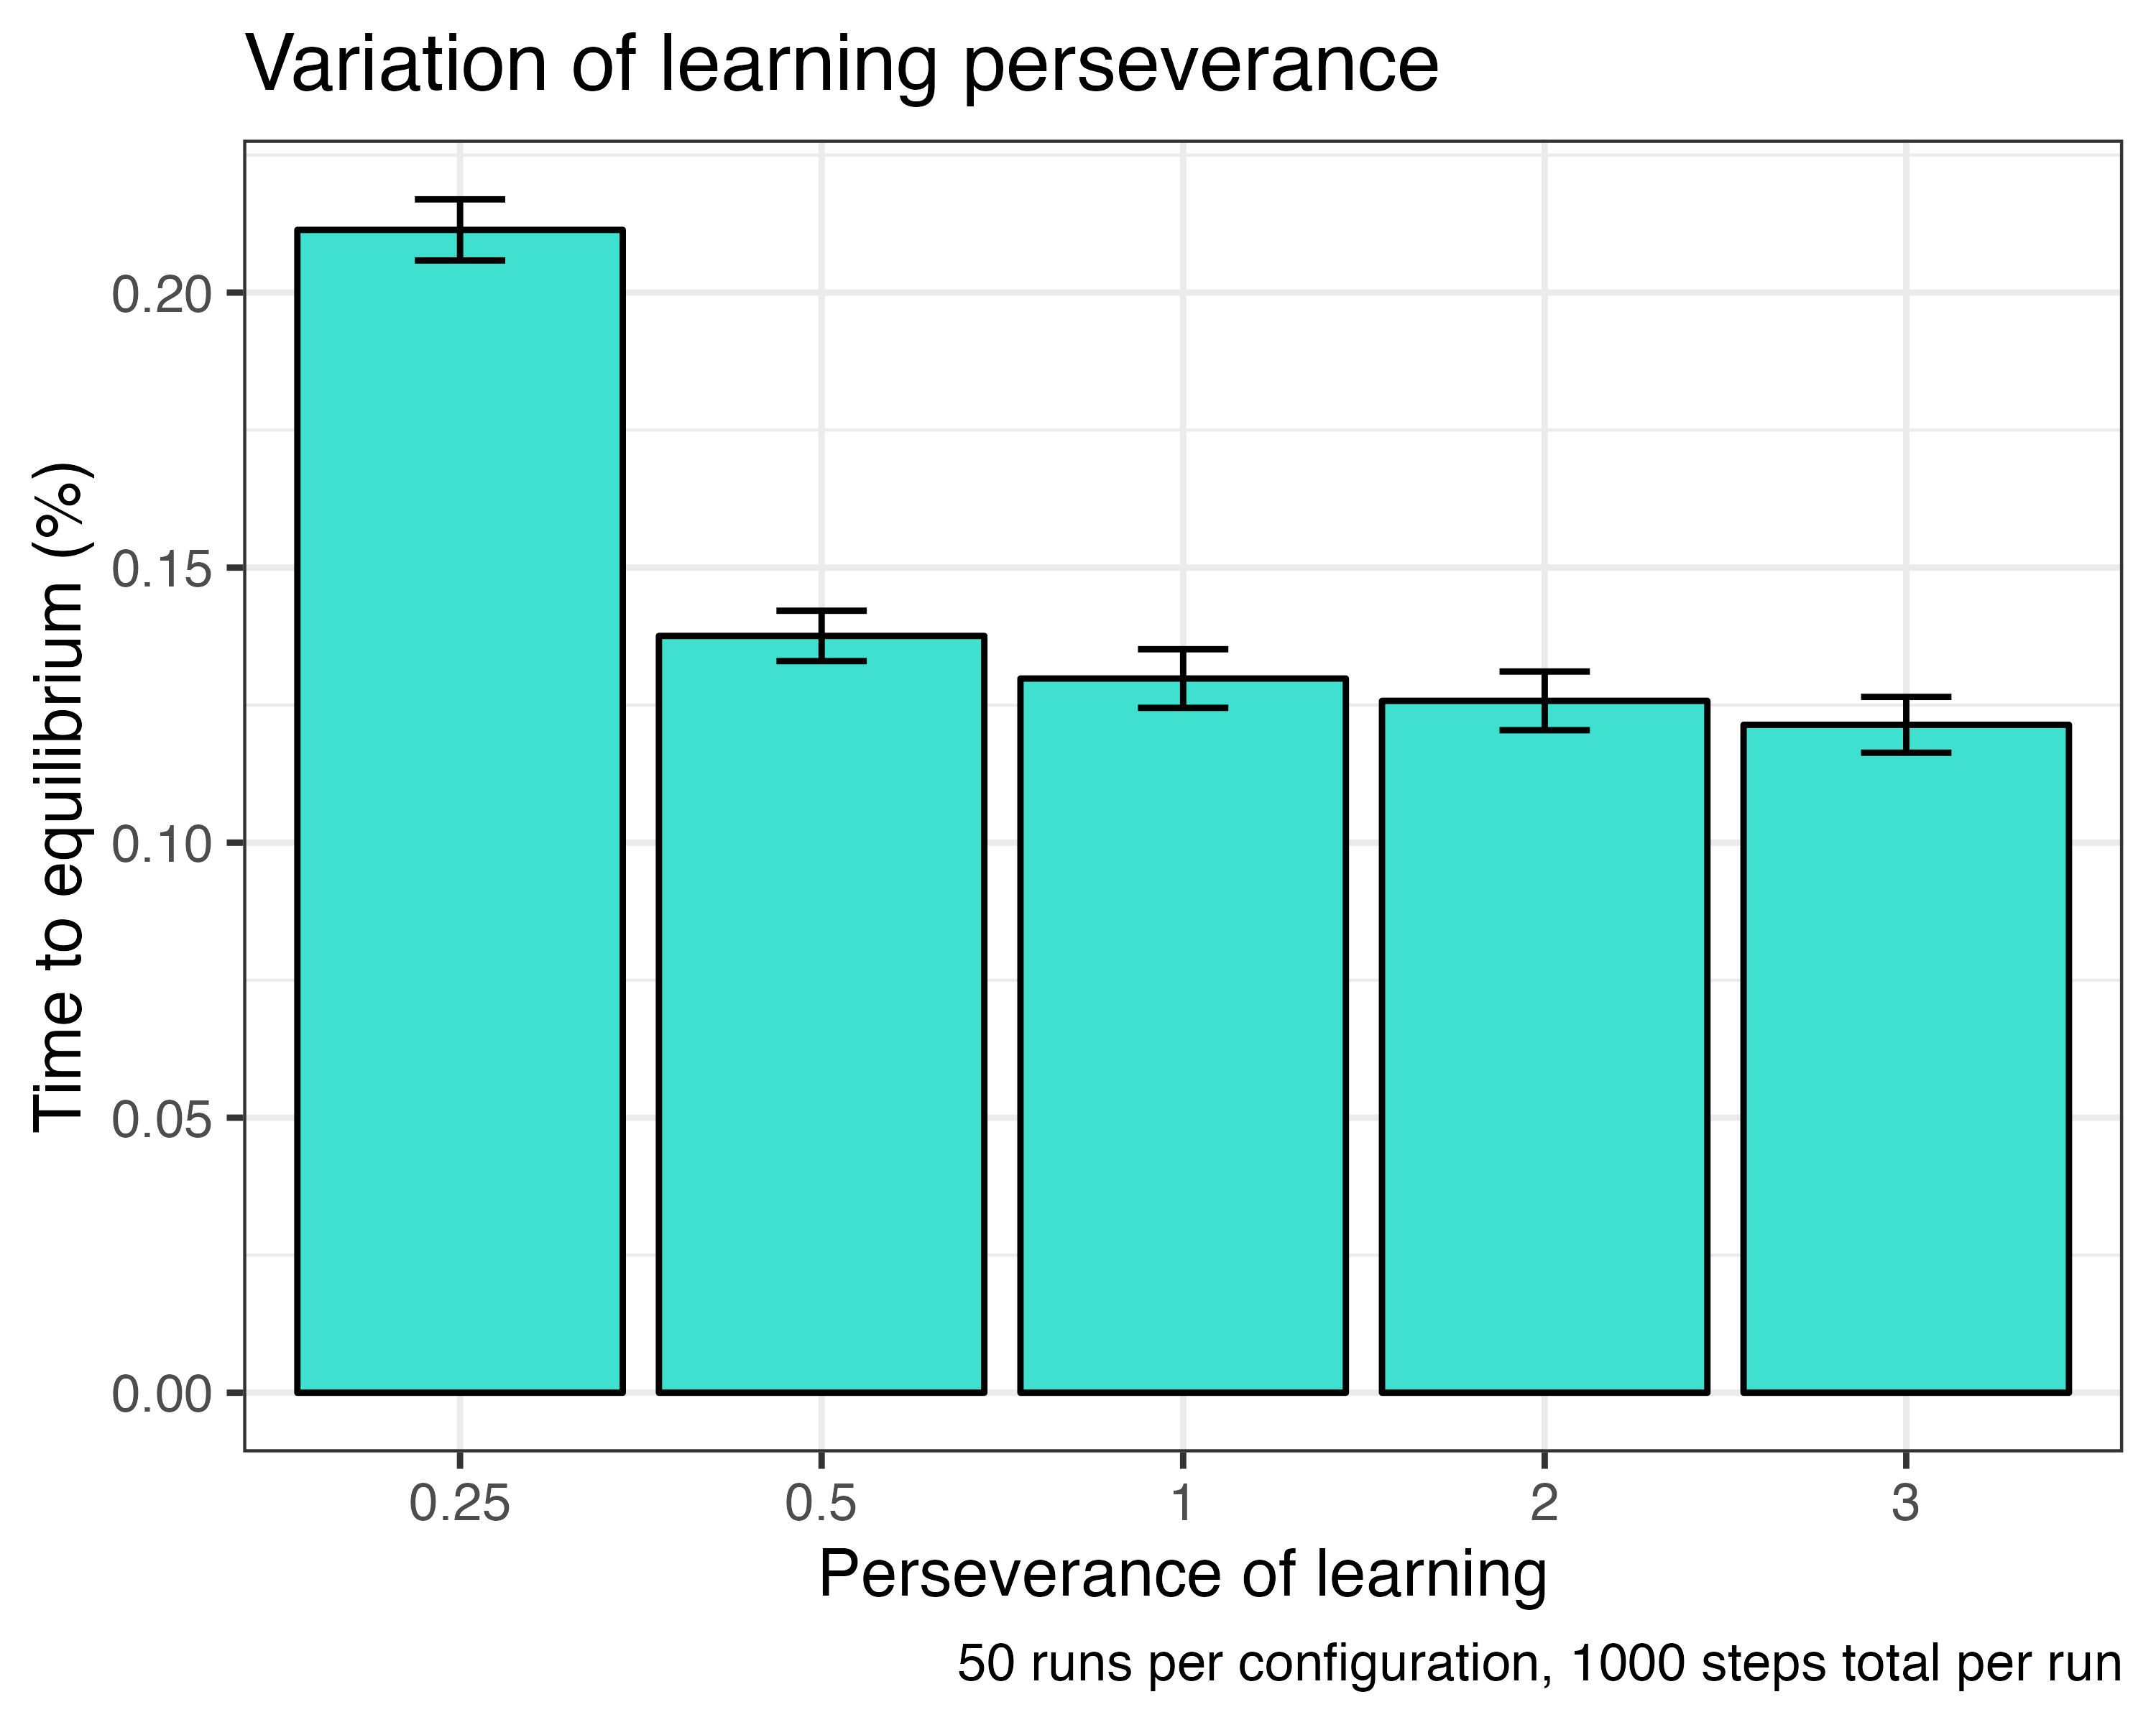 Variation of learning perseverance
Time to equilibrium (%)
0.20
0.15
0.10
0.05
0.00
0.25 0.5 1 2 3
Perseverance of learning
50 runs per configuration, 1000 steps total per run